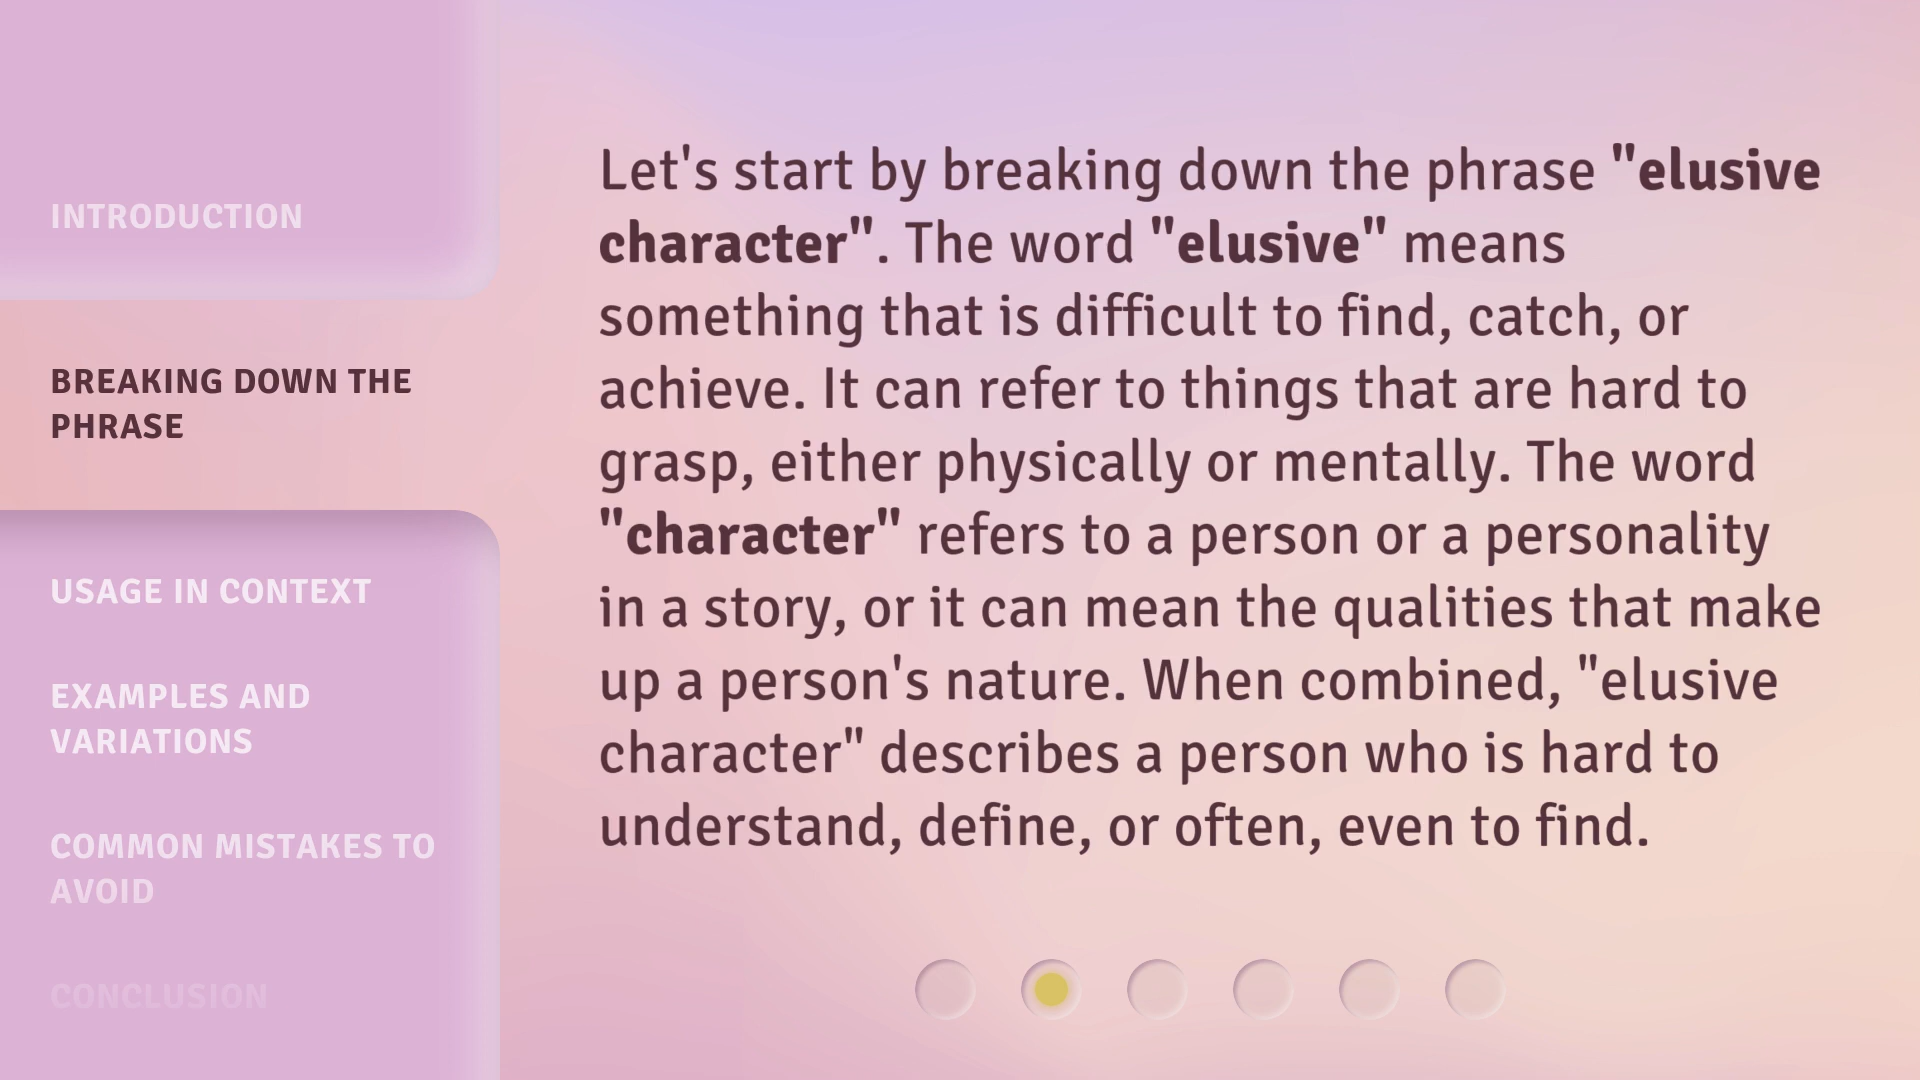 INTRODUCTION
BREAKING DOWN THE
PHRASE
USAGE IN CONTEXT
EXAMPLES AND
VARIATIONS
COMMON MISTAKES TO
AVOID
CONCLUSION
Let's start by breaking down the phrase "elusive
character". The word "elusive" means
something that is difficult to find, catch, or
achieve. It can refer to things that are hard to
grasp, either physically or mentally. The word
"character" refers to a person or a personality
in a story, or it can mean the qualities that make
up a person's nature. When combined, "elusive
character" describes a person who is hard to
understand, define, or often, even to find.